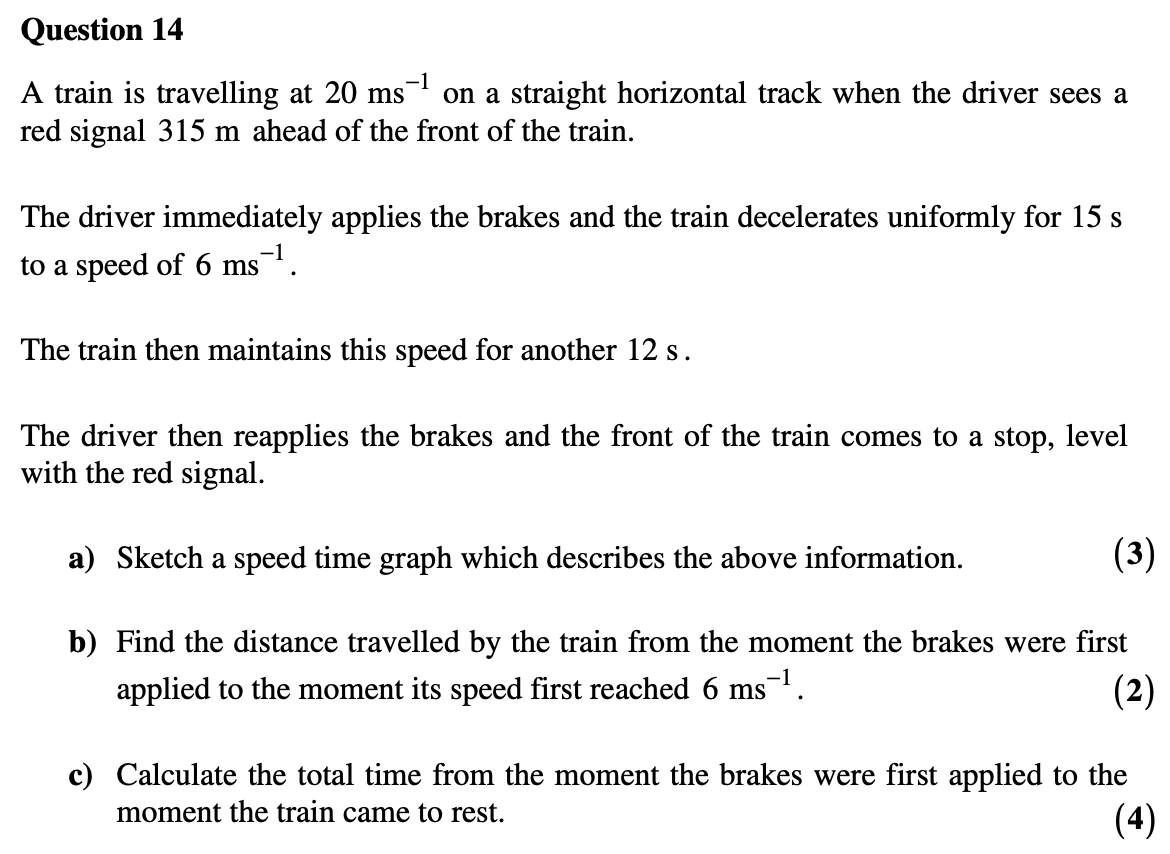 Question 14
A train is travelling at 20 ms⁻¹ on a straight horizontal track when the driver sees a
red signal 315 m ahead of the front of the train.
The driver immediately applies the brakes and the train decelerates uniformly for 15 s
to a speed of 6 ms⁻¹.
The train then maintains this speed for another 12 s.
The driver then reapplies the brakes and the front of the train comes to a stop, level
with the red signal.
a) Sketch a speed time graph which describes the above information. (3)
b) Find the distance travelled by the train from the moment the brakes were first
applied to the moment its speed first reached 6 ms⁻¹. (2)
c) Calculate the total time from the moment the brakes were first applied to the
moment the train came to rest. (4)